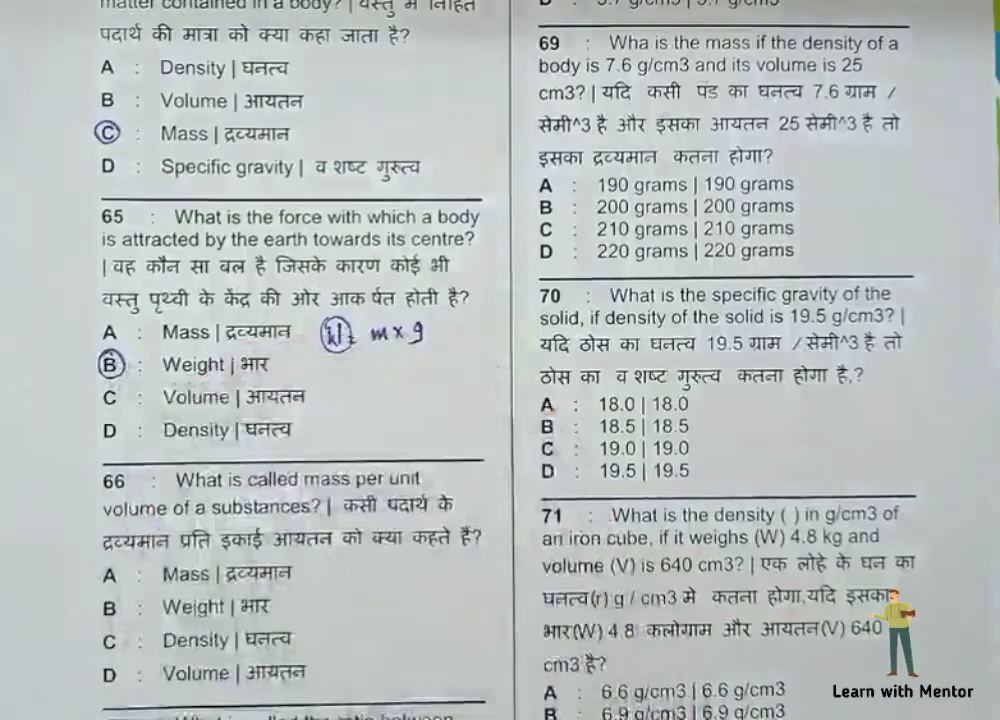 matter contained in a body? | वस्तु में निहित
पदार्थ की मात्रा को क्या कहा जाता है?
A : Density | घनत्व
B : Volume | आयतन
C : Mass | द्रव्यमान
D : Specific gravity | व शष्ट गुरुत्व
65 : What is the force with which a body
is attracted by the earth towards its centre?
| वह कौन सा बल है जिसके कारण कोई भी
वस्तु पृथ्वी के केंद्र की ओर आक र्षत होती है?
A : Mass | द्रव्यमान m x g
B : Weight | भार
C : Volume | आयतन
D : Density | घनत्व
66 : What is called mass per unit
volume of a substances? | कसी पदार्थ के
द्रव्यमान प्रति इकाई आयतन को क्या कहते हैं?
A : Mass | द्रव्यमान
B : Weight | भार
C : Density | घनत्व
D : Volume | आयतन
D : 5.7 g/cm3 | 5.7 g/cm3
69 : Wha is the mass if the density of a
body is 7.6 g/cm3 and its volume is 25
cm3? | यदि कसी पंड का घनत्व 7.6 ग्राम /
सेमी^3 है और इसका आयतन 25 सेमी^3 है तो
इसका द्रव्यमान कतना होगा?
A : 190 grams | 190 grams
B : 200 grams | 200 grams
C : 210 grams | 210 grams
D : 220 grams | 220 grams
70 : What is the specific gravity of the
solid, if density of the solid is 19.5 g/cm3? |
यदि ठोस का घनत्व 19.5 ग्राम / सेमी^3 है तो
ठोस का व शष्ट गुरुत्व कतना होगा है,?
A : 18.0 | 18.0
B : 18.5 | 18.5
C : 19.0 | 19.0
D : 19.5 | 19.5
71 : What is the density ( ) in g/cm3 of
an iron cube, if it weighs (W) 4.8 kg and
volume (V) is 640 cm3? | एक लोहे के घन का
घनत्व(r) g / cm3 मे कतना होगा,यदि इसका
भार(W) 4.8 कलोग्राम और आयतन(V) 640
cm3 है?
A : 6.6 g/cm3 | 6.6 g/cm3
B : 6.9 g/cm3 | 6.9 g/cm3
Learn with Mentor